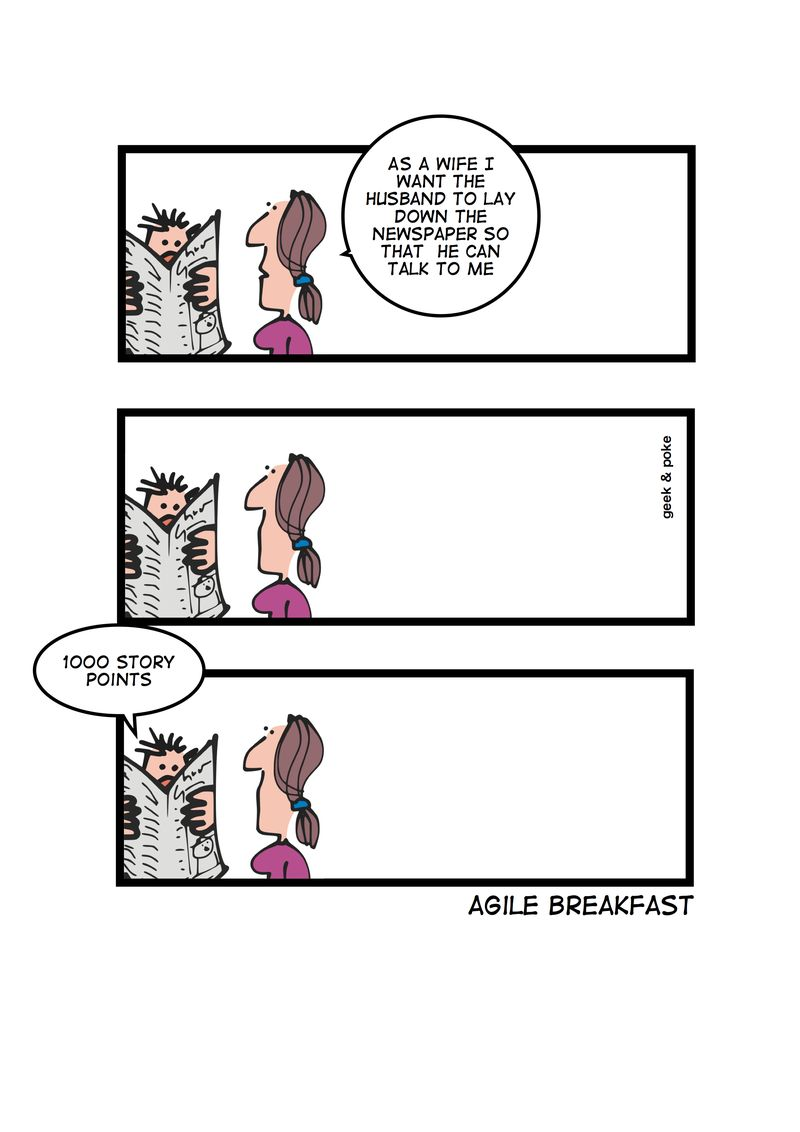 AS A WIFE I
WANT THE
HUSBAND TO LAY
DOWN THE
NEWSPAPER SO
THAT HE CAN
TALK TO ME
geek & poke
1000 STORY
POINTS
AGILE BREAKFAST